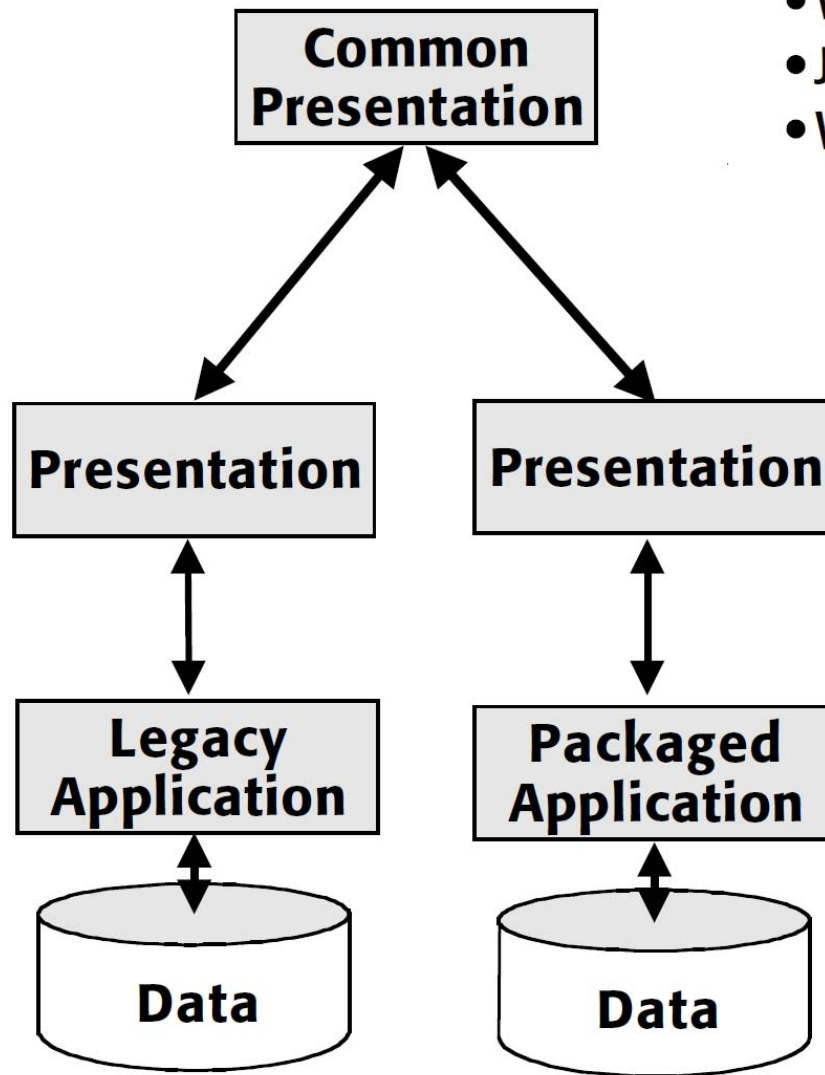 Common
Presentation
Presentation
Presentation
Legacy
Application
Packaged
Application
Data
Data